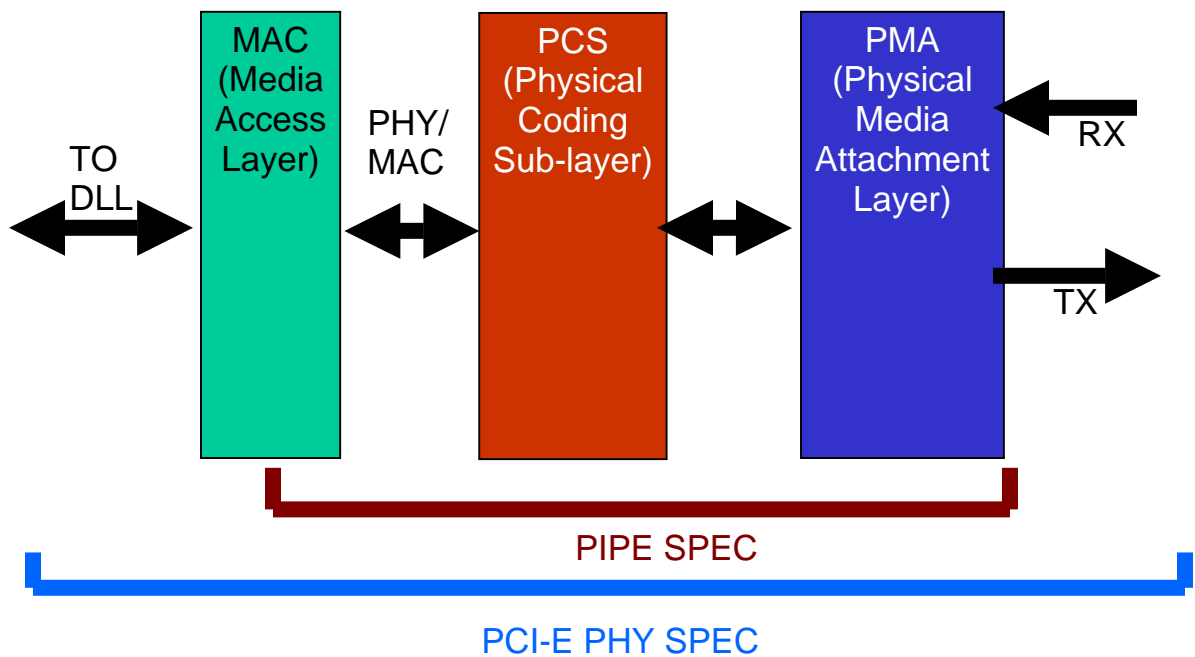 TO
DLL
MAC
(Media
Access
Layer)
PHY/
MAC
PCS
(Physical
Coding
Sub-layer)
PMA
(Physical
Media
Attachment
Layer)
RX
TX
PIPE SPEC
PCI-E PHY SPEC